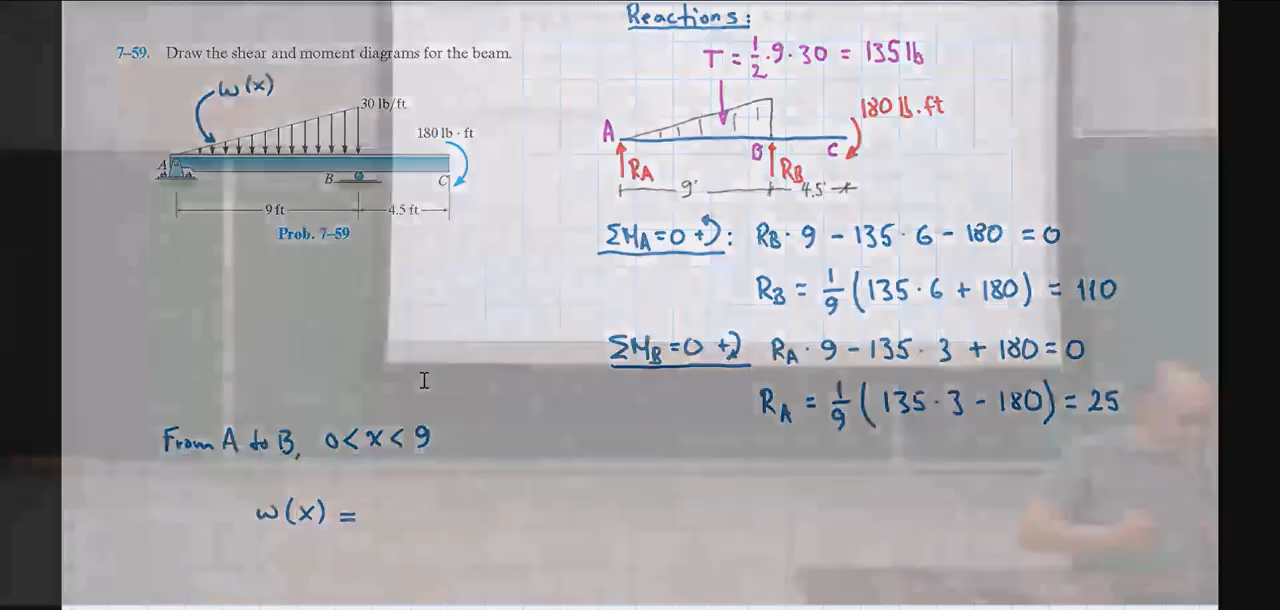 7–59. Draw the shear and moment diagrams for the beam.
w(x)
30 lb/ft
180 lb · ft
A
B
C
9 ft
4.5 ft
Prob. 7–59
Reactions:
T = 1/2 · 9 · 30 = 135 lb
180 lb.ft
A
B
C
RA
RB
9'
4.5'
ΣMA = 0 +↺: RB · 9 − 135 · 6 − 180 = 0
RB = 1/9 (135 · 6 + 180) = 110
ΣMB = 0 +↻ RA · 9 − 135 · 3 + 180 = 0
RA = 1/9 (135 · 3 − 180) = 25
From A to B, 0 < x < 9
w(x) =